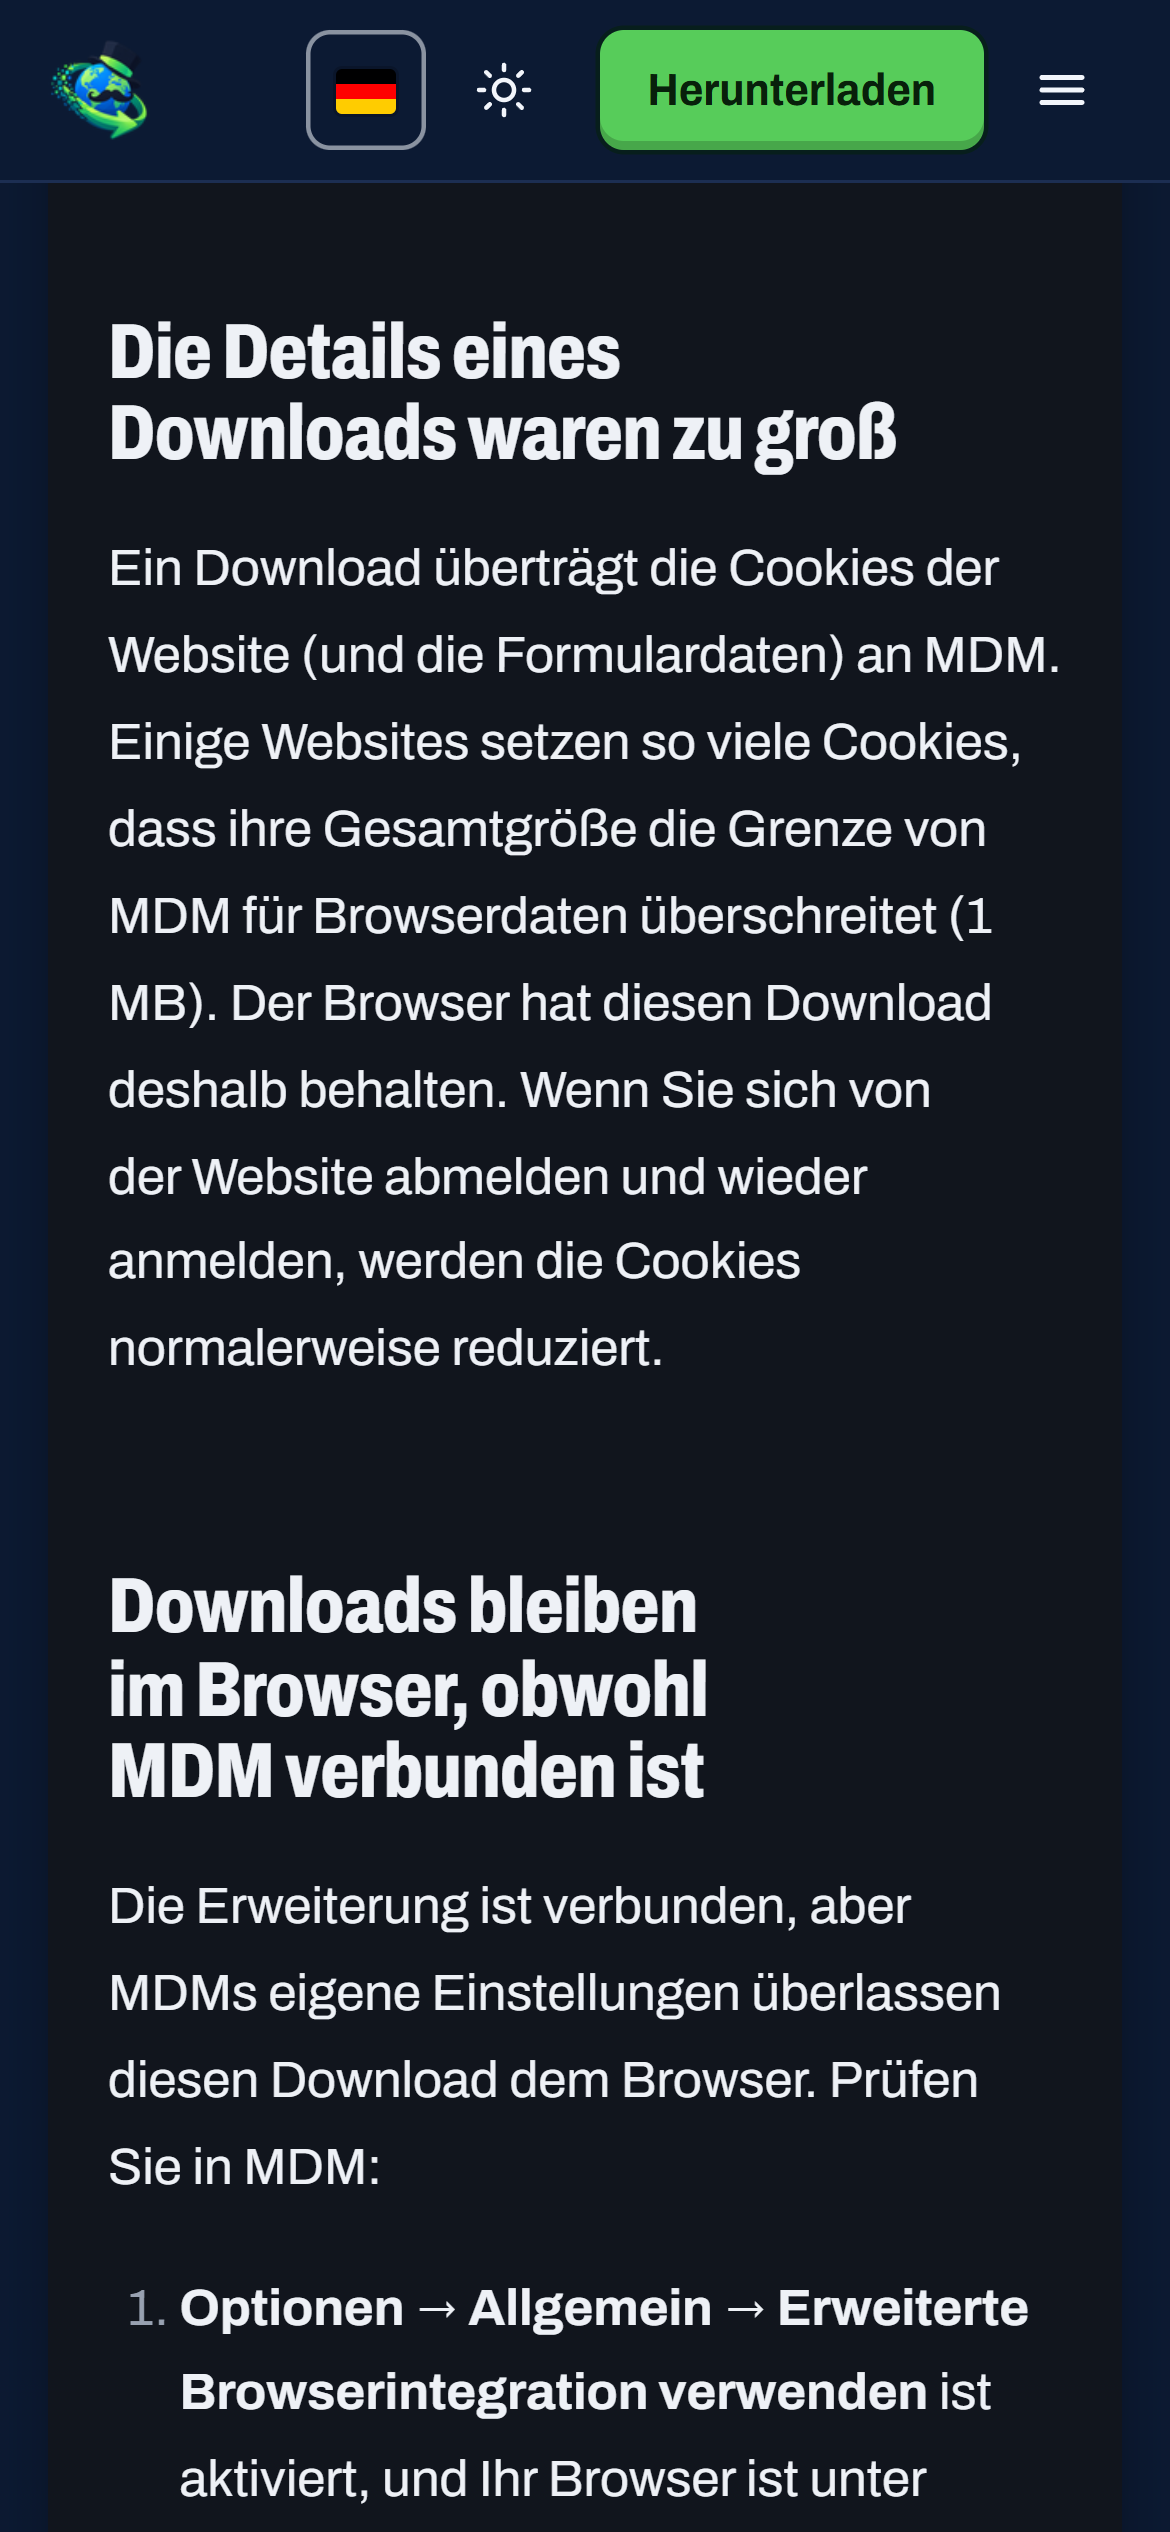 Herunterladen
Die Details eines
Downloads waren zu groß
Ein Download überträgt die Cookies der
Website (und die Formulardaten) an MDM.
Einige Websites setzen so viele Cookies,
dass ihre Gesamtgröße die Grenze von
MDM für Browserdaten überschreitet (1
MB). Der Browser hat diesen Download
deshalb behalten. Wenn Sie sich von
der Website abmelden und wieder
anmelden, werden die Cookies
normalerweise reduziert.
Downloads bleiben
im Browser, obwohl
MDM verbunden ist
Die Erweiterung ist verbunden, aber
MDMs eigene Einstellungen überlassen
diesen Download dem Browser. Prüfen
Sie in MDM:
1. Optionen → Allgemein → Erweiterte
Browserintegration verwenden ist
aktiviert, und Ihr Browser ist unter